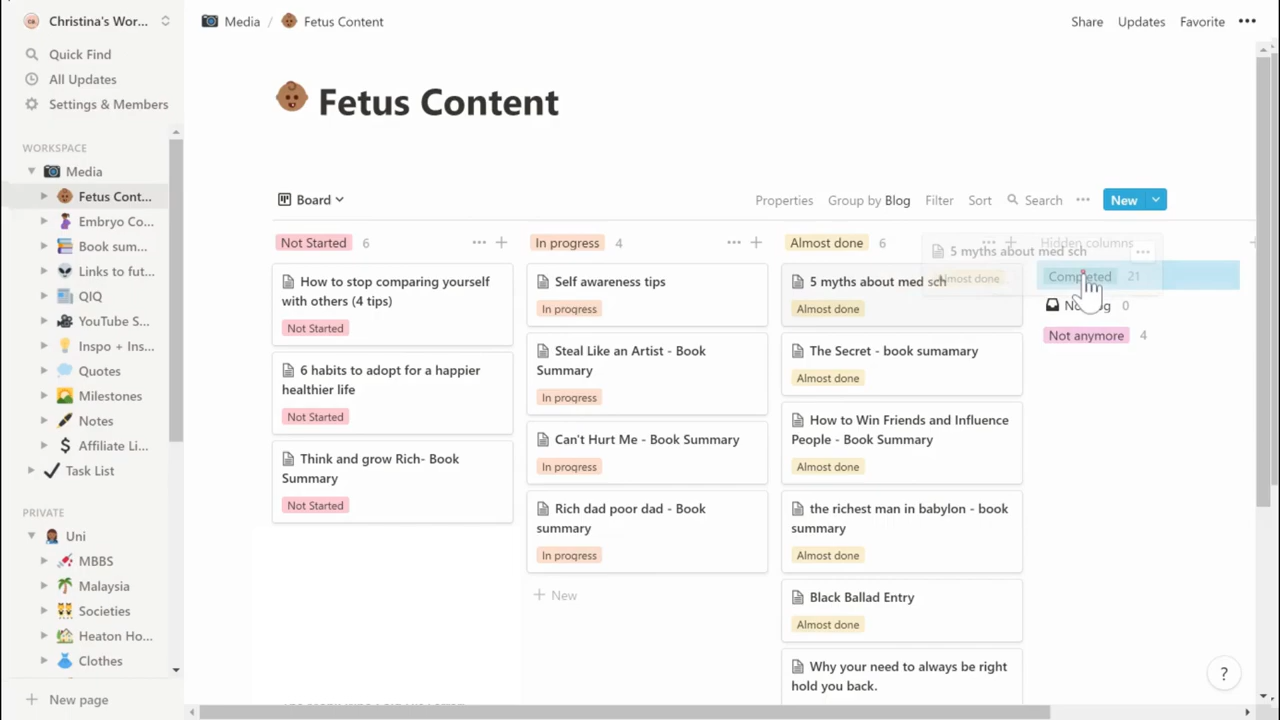 Christina's Wor...
Quick Find
All Updates
Settings & Members
WORKSPACE
Media
Fetus Cont...
Embryo Co...
Book sum...
Links to fut...
QIQ
YouTube S...
Inspo + Ins...
Quotes
Milestones
Notes
Affiliate Li...
Task List
PRIVATE
Uni
MBBS
Malaysia
Societies
Heaton Ho...
Clothes
New page
Media / Fetus Content
Share Updates Favorite
Fetus Content
Board
Properties Group by Blog Filter Sort Search New
Not Started 6
How to stop comparing yourself
with others (4 tips)
Not Started
6 habits to adopt for a happier
healthier life
Not Started
Think and grow Rich- Book
Summary
Not Started
In progress 4
Self awareness tips
In progress
Steal Like an Artist - Book
Summary
In progress
Can't Hurt Me - Book Summary
In progress
Rich dad poor dad - Book
summary
In progress
New
Almost done 6
5 myths about med sch
Almost done
The Secret - book sumamary
Almost done
How to Win Friends and Influence
People - Book Summary
Almost done
the richest man in babylon - book
summary
Almost done
Black Ballad Entry
Almost done
Why your need to always be right
hold you back.
Hidden columns
5 myths about med sch
Almost done
Completed 21
0
Not anymore 4
?